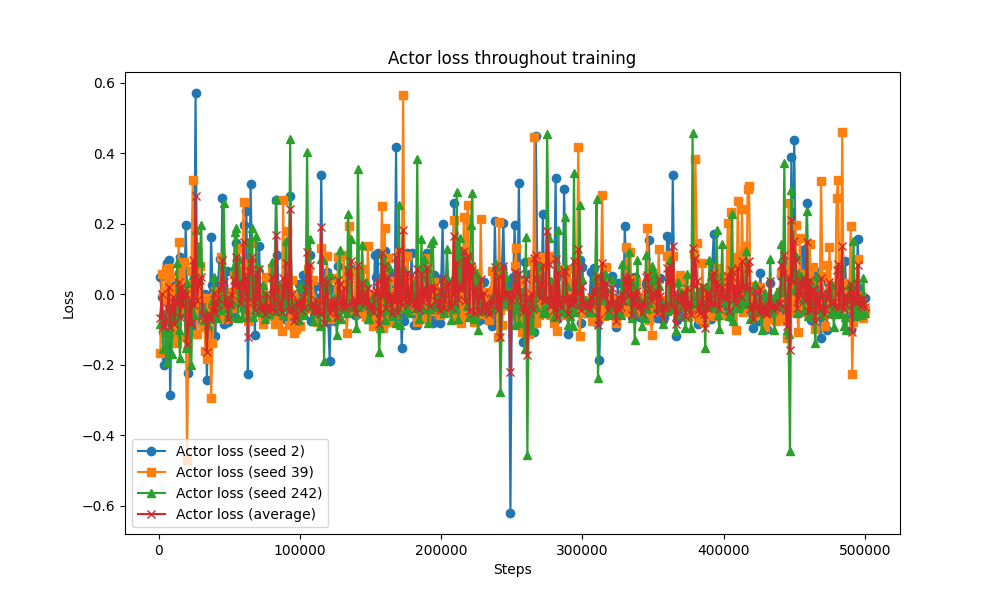 Actor loss throughout training
Loss
0.6
0.4
0.2
0.0
−0.2
−0.4
−0.6
Actor loss (seed 2)
Actor loss (seed 39)
Actor loss (seed 242)
Actor loss (average)
0 100000 200000 300000 400000 500000
Steps